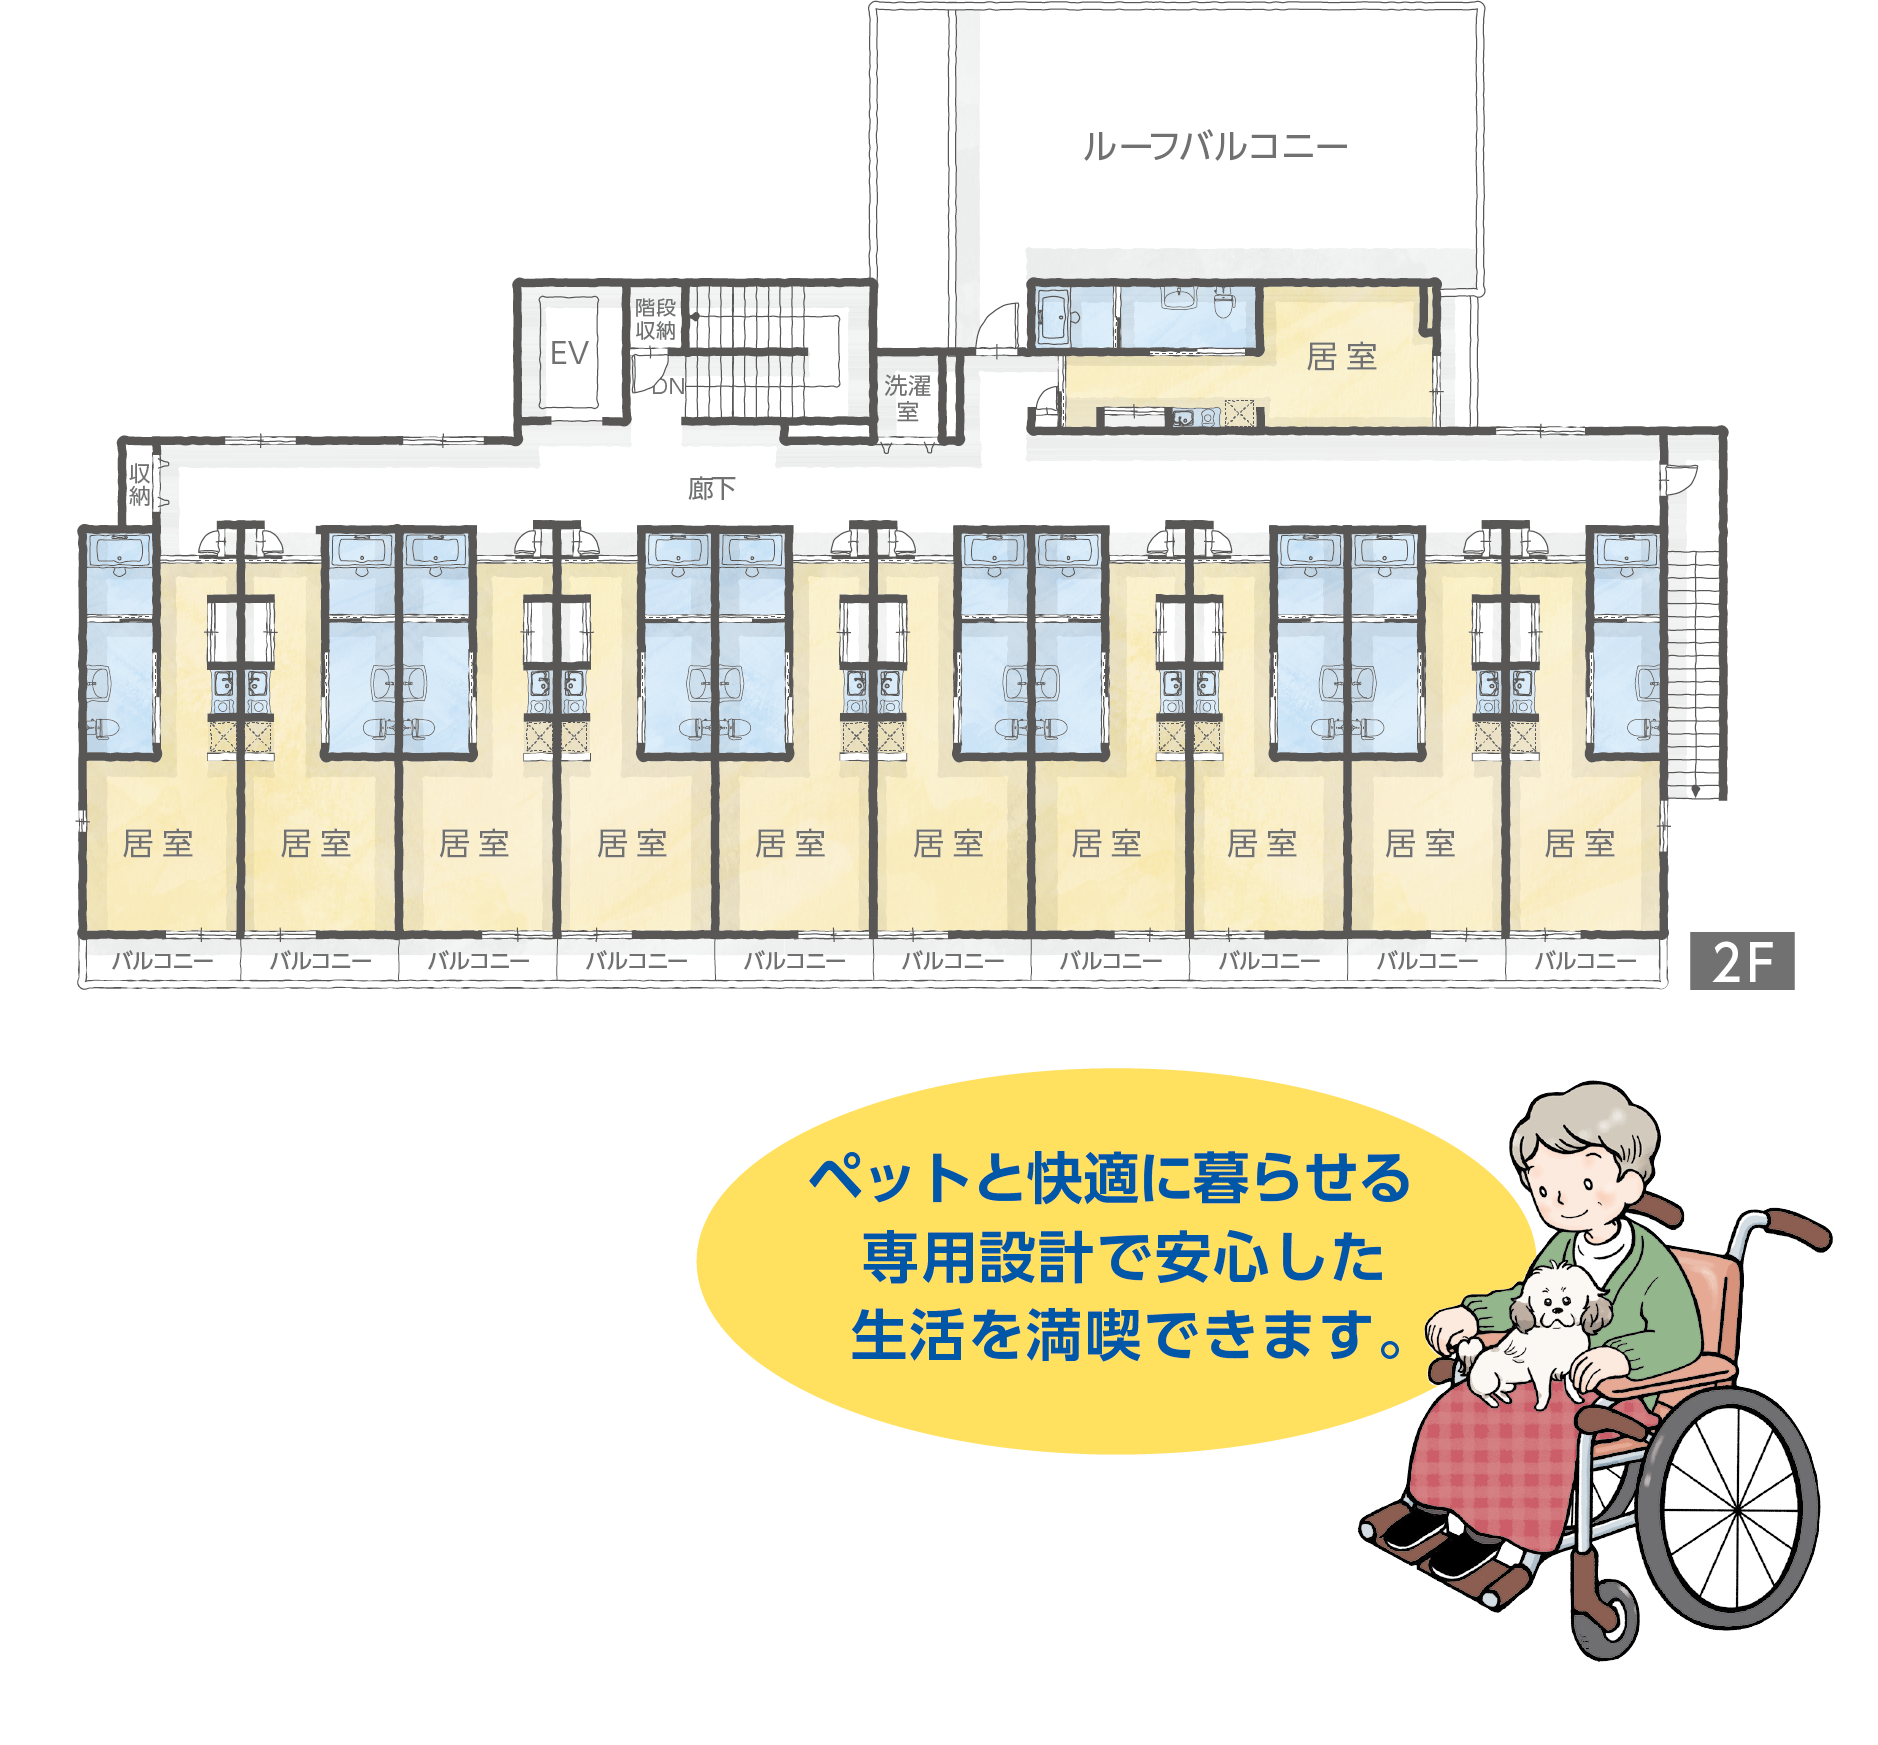 ルーフバルコニー
階段
収納
EV
DN
洗濯
室
居室
収
納
廊下
居室
居室
居室
居室
居室
居室
居室
居室
居室
居室
バルコニー
バルコニー
バルコニー
バルコニー
バルコニー
バルコニー
バルコニー
バルコニー
バルコニー
バルコニー
2F
ペットと快適に暮らせる
専用設計で安心した
生活を満喫できます。